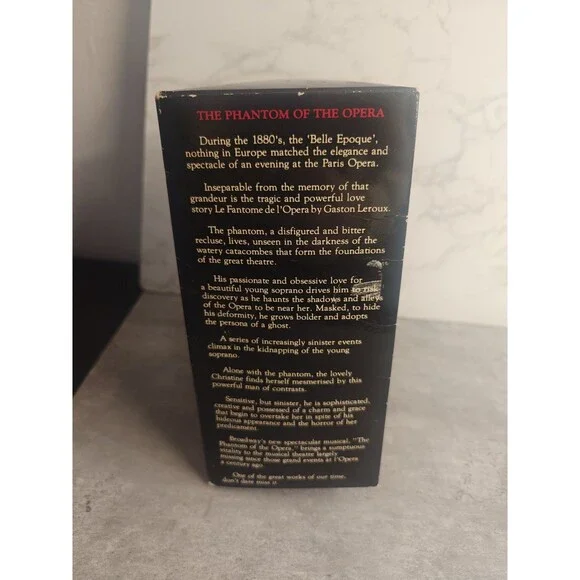 THE PHANTOM OF THE OPERA
During the 1880's, the 'Belle Epoque',
nothing in Europe matched the elegance and
spectacle of an evening at the Paris Opera.
Inseparable from the memory of that
grandeur is the tragic and powerful love
story Le Fantome de l'Opera by Gaston Leroux.
The phantom, a disfigured and bitter
recluse, lives, unseen in the darkness of the
watery catacombes that form the foundations
of the great theatre.
His passionate and obsessive love for
a beautiful young soprano drives him to risk
discovery as he haunts the shadows and alleys
of the Opera to be near her. Masked, to hide
his deformity, he grows bolder and adopts
the persona of a ghost.
A series of increasingly sinister events
climax in the kidnapping of the young
soprano.
Alone with the phantom, the lovely
Christine finds herself mesmerised by this
powerful man of contrasts.
Sensitive, but sinister, he is sophisticated,
creative and possessed of a charm and grace
that begin to overtake her in spite of his
hideous appearance and the horror of her
predicament.
Broadway's new spectacular musical, "The
Phantom of the Opera," brings a sumptuous
vitality to the musical theatre largely
missing since those grand events at l'Opera
a century ago.
One of the great works of our time,
don't dare miss it